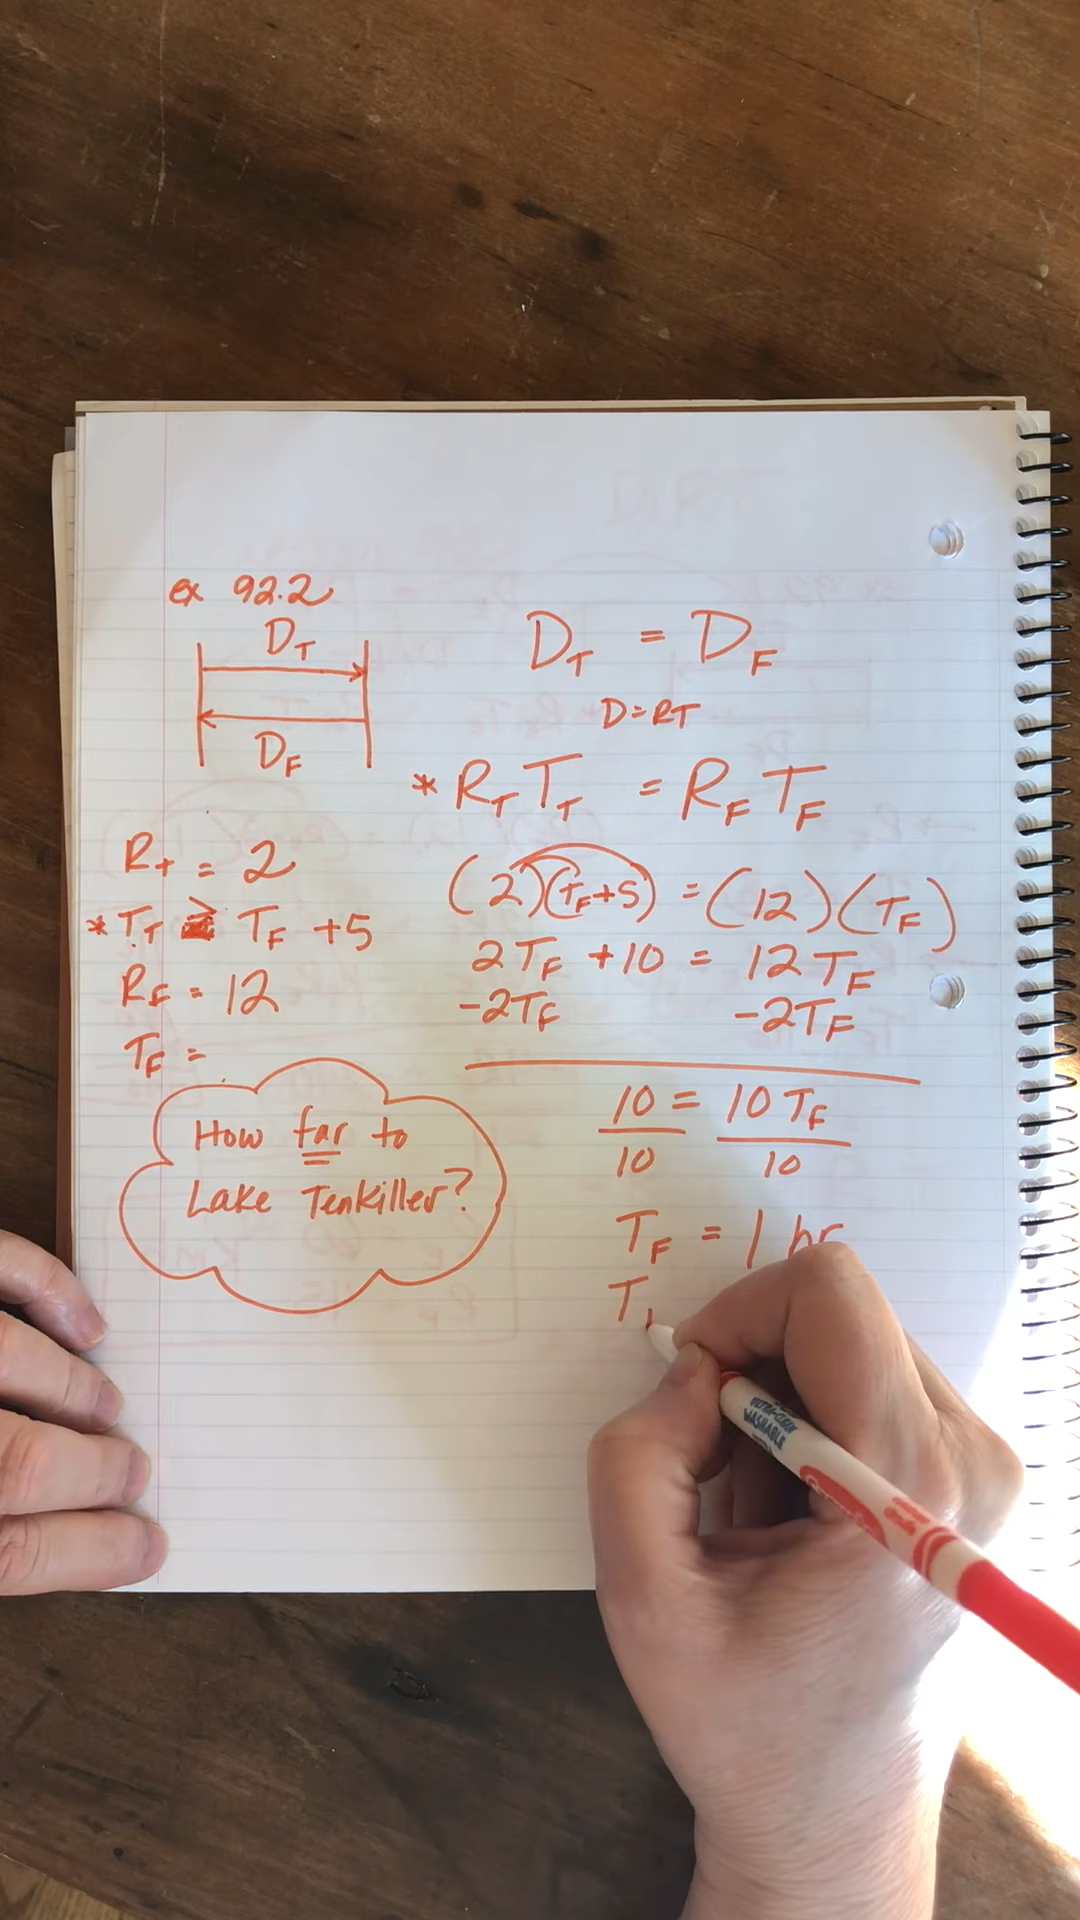 ex 92.2
D_T
D_F
R_T = 2
* T_T = T_F + 5
R_F = 12
T_F =
How far to
Lake Tenkiller?
D_T = D_F
D = RT
* R_T T_T = R_F T_F
(2)(T_F+5) = (12)(T_F)
2T_F + 10 = 12T_F
-2T_F -2T_F
10 = 10T_F
10 10
T_F = 1 hr
T
WASHABLE